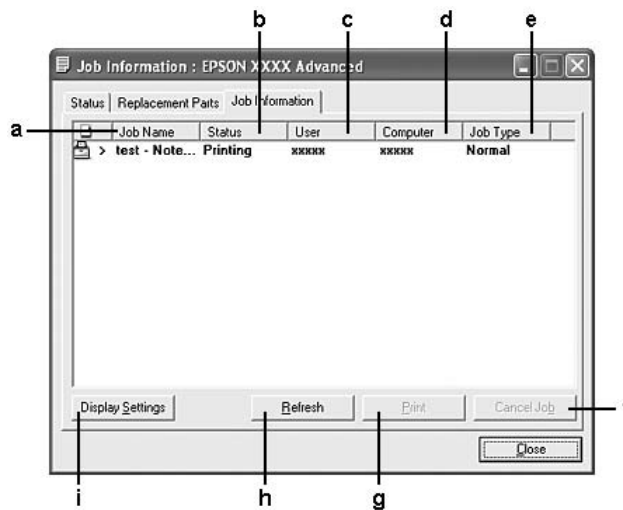 b c d e
Job Information : EPSON XXXX Advanced
Status Replacement Parts Job Information
a
Job Name Status User Computer Job Type
> test - Note... Printing xxxxx xxxxx Normal
Display Settings Refresh Print Cancel Job
Close
i h g